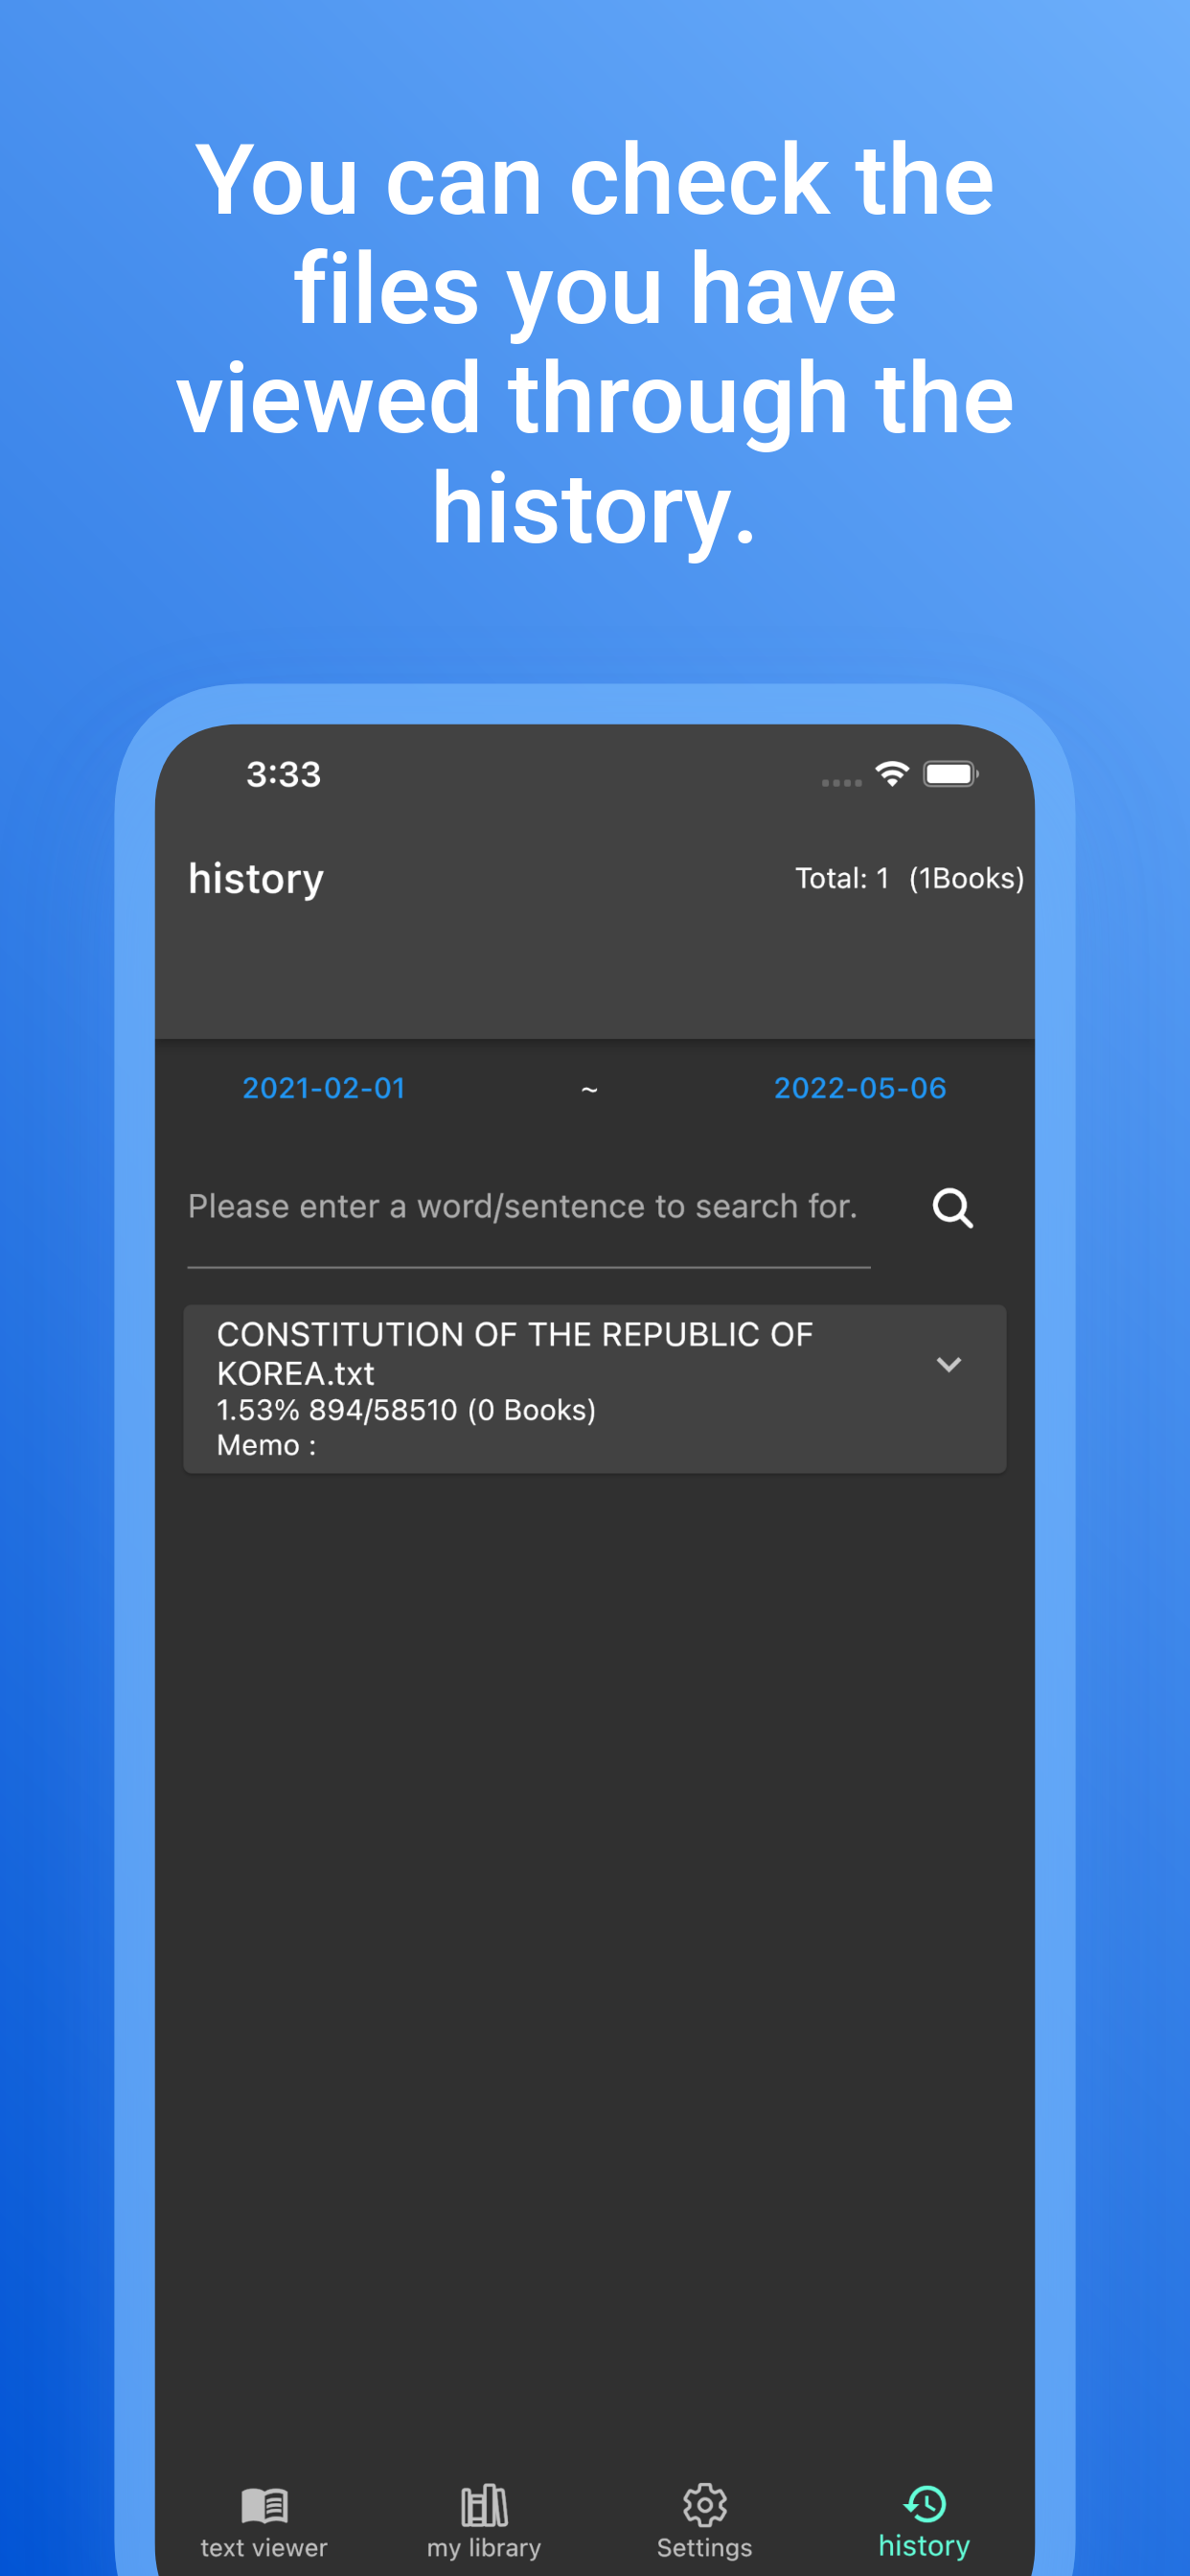 You can check the
files you have
viewed through the
history.
3:33
history
Total: 1 (1Books)
2021-02-01 ~ 2022-05-06
Please enter a word/sentence to search for.
CONSTITUTION OF THE REPUBLIC OF
KOREA.txt
1.53% 894/58510 (0 Books)
Memo :
text viewer
my library
Settings
history